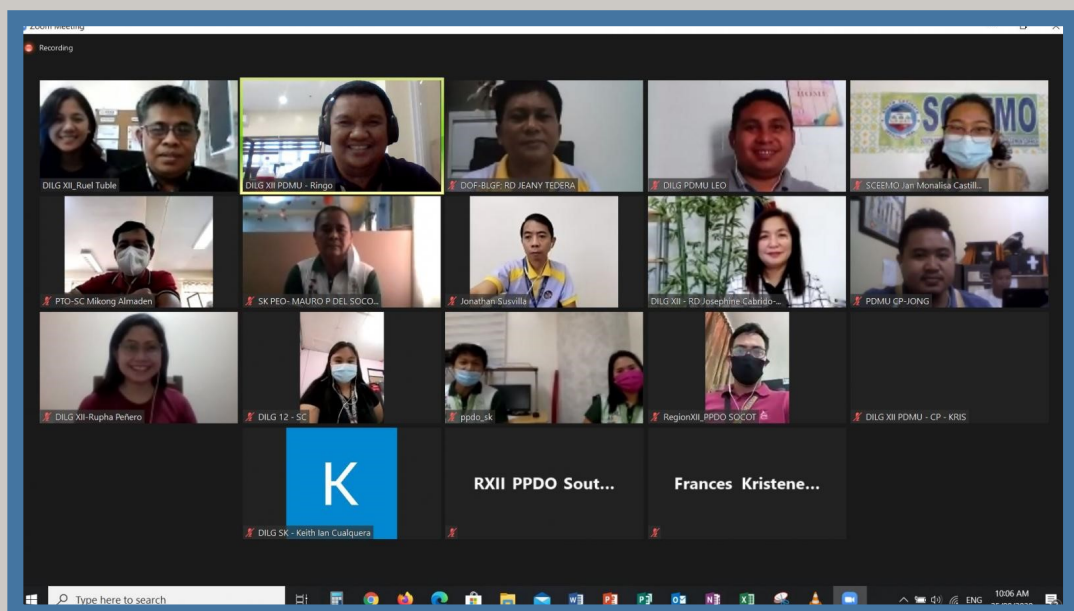 Zoom Meeting
Recording
DILG XII_Ruel Tuble
DILG XII PDMU - Ringo
DOF-BLGF: RD JEANY TEDERA
DILG PDMU LEO
SCEEMO
SCEEMO Jan Monalisa Castill...
PTO-SC Mikong Almaden
SK PEO- MAURO P DEL SOCO...
Jonathan Susvilla
DILG XII - RD Josephine Cabrido-...
PDMU CP-JONG
DILG XII-Rupha Peñero
DILG 12 - SC
ppdo_sk
RegionXII_PPDO SOCOT
DILG XII PDMU - CP - KRIS
K
DILG SK - Keith Ian Cualquera
RXII PPDO Sout...
Frances Kristene...
Type here to search
ENG
10:06 AM